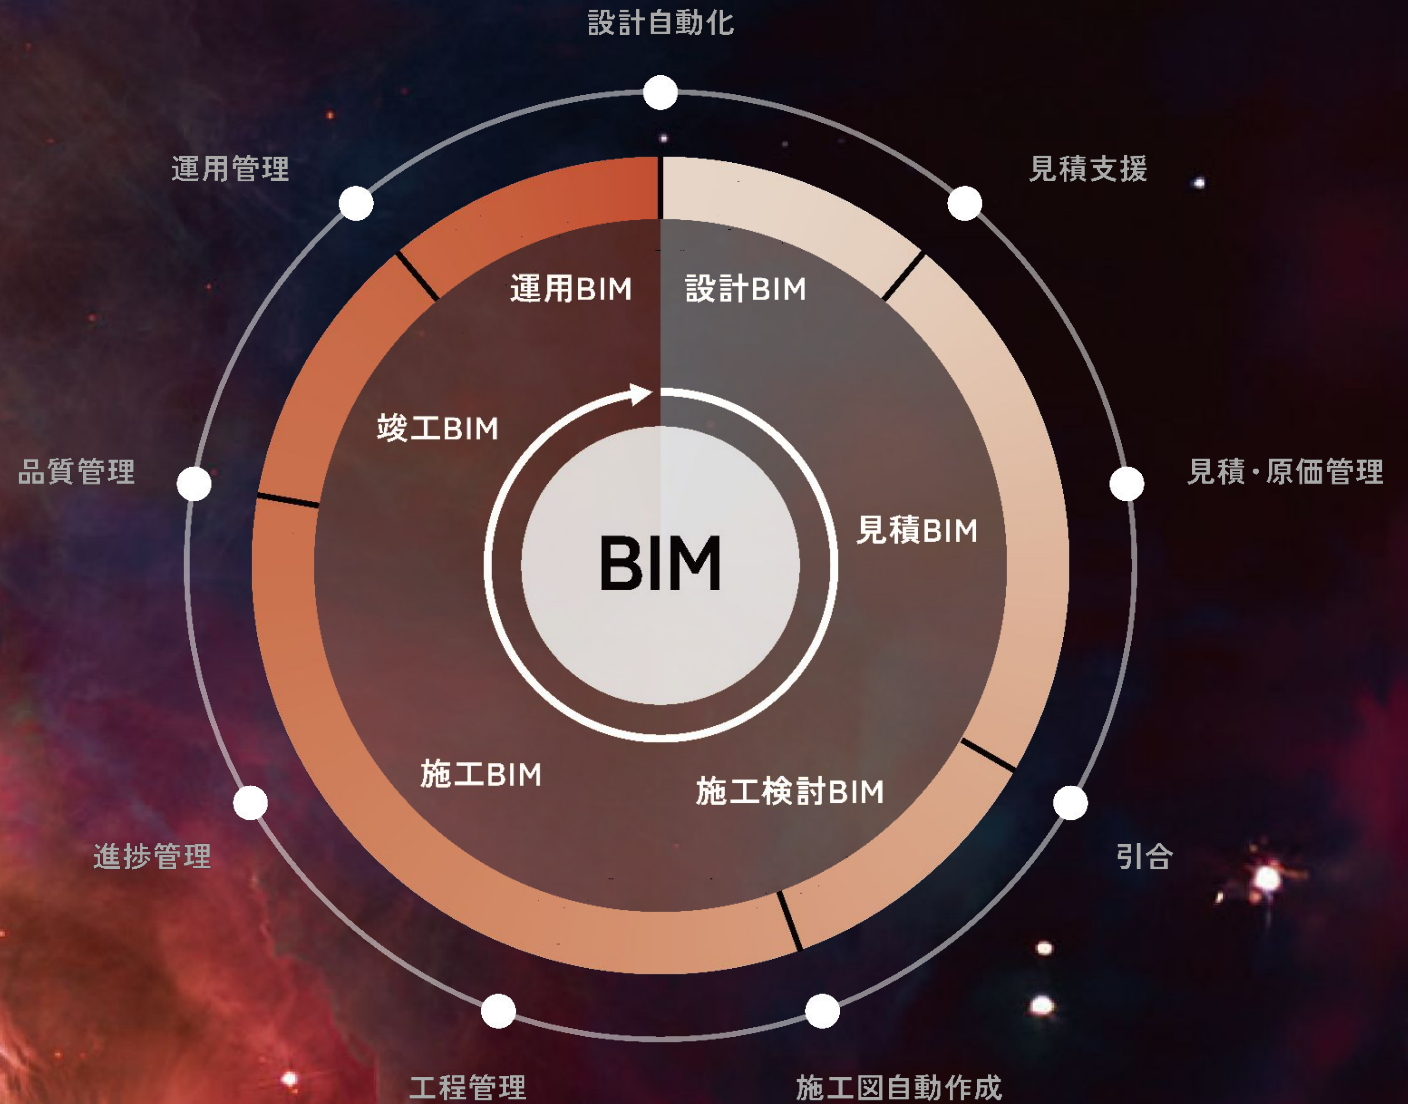 設計自動化
運用管理
見積支援
運用BIM
設計BIM
竣工BIM
品質管理
見積・原価管理
見積BIM
BIM
施工BIM
施工検討BIM
進捗管理
引合
工程管理
施工図自動作成